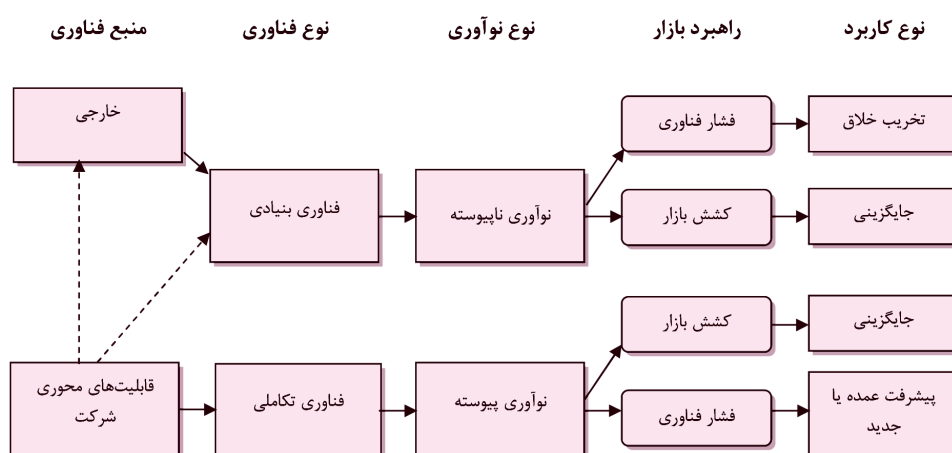 منبع فناوری
نوع فناوری
نوع نوآوری
راهبرد بازار
نوع کاربرد
خارجی
فناوری بنیادی
نوآوری ناپیوسته
فشار فناوری
تخریب خلاق
کشش بازار
جایگزینی
کشش بازار
جایگزینی
قابلیت‌های محوری
شرکت
فناوری تکاملی
نوآوری پیوسته
فشار فناوری
پیشرفت عمده یا
جدید